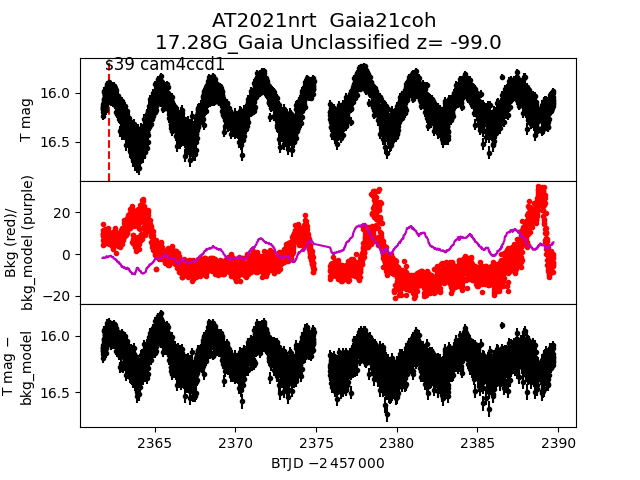 AT2021nrt  Gaia21coh
17.28G_Gaia Unclassified z= -99.0
s39 cam4ccd1
T mag
16.0
16.5
Bkg (red)/
bkg_model (purple)
20
0
−20
T mag −
bkg_model
16.0
16.5
2365
2370
2375
2380
2385
2390
BTJD −2 457 000